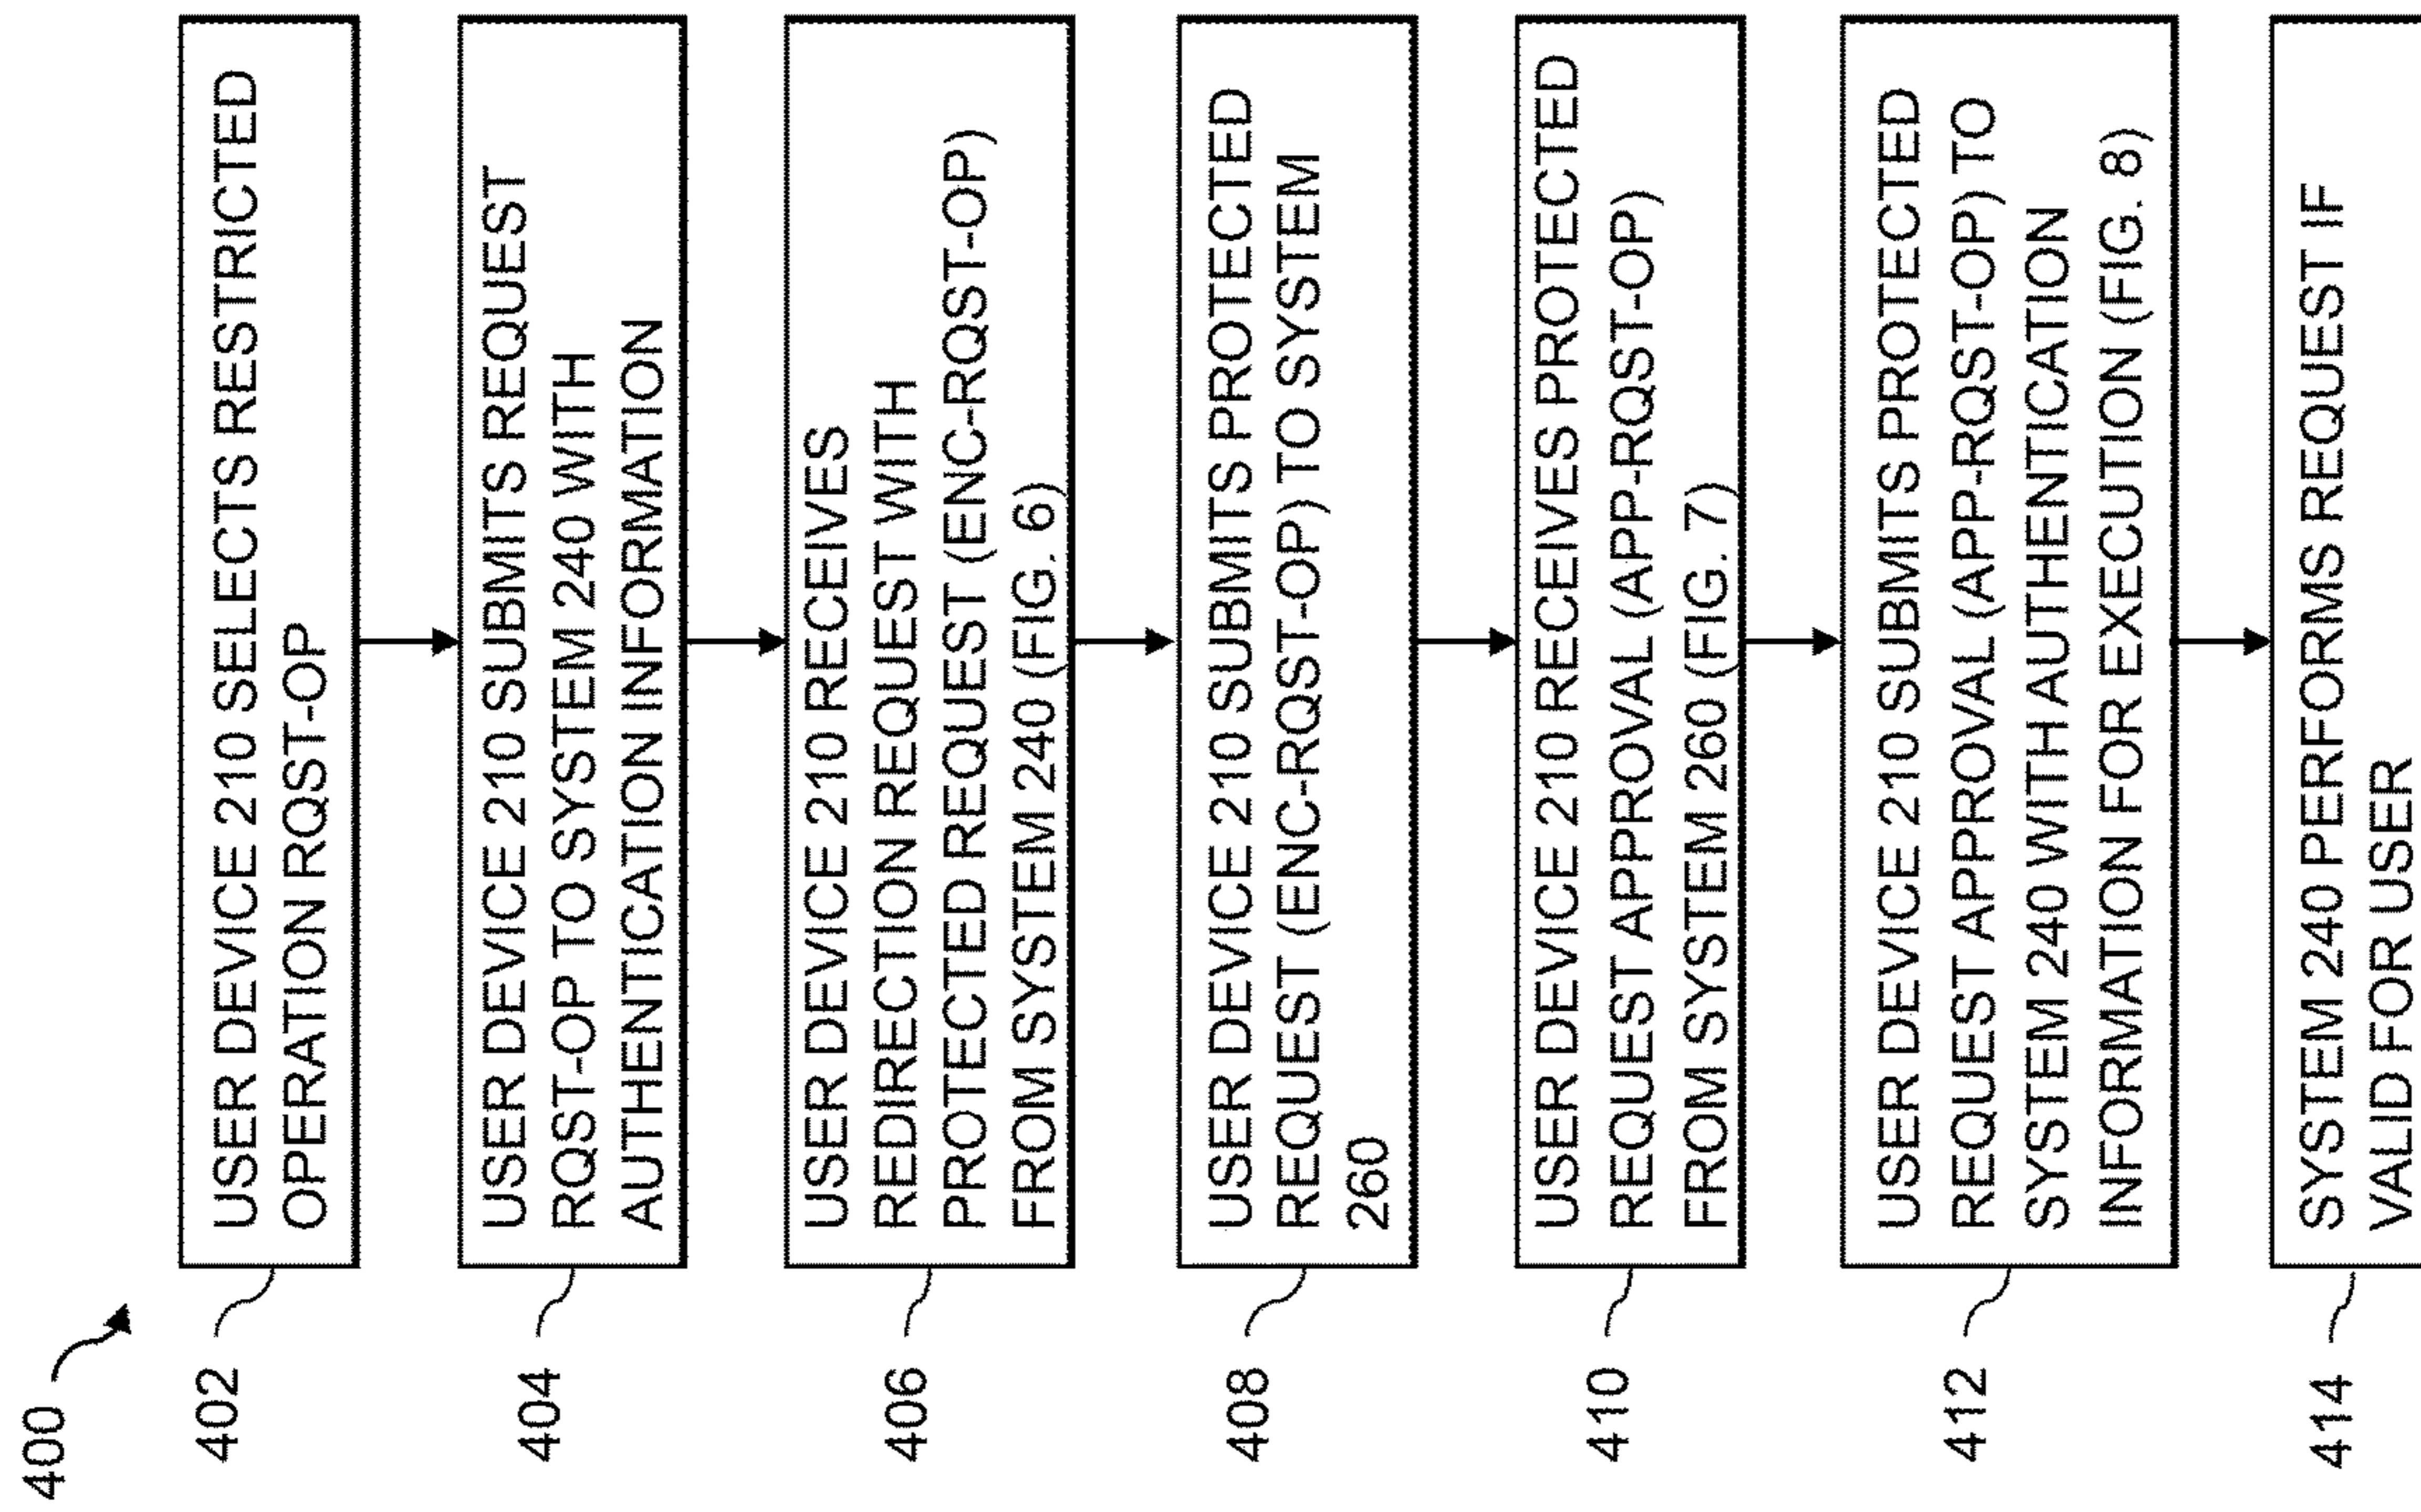 400
402
USER DEVICE 210 SELECTS RESTRICTED
OPERATION RQST-OP
404
USER DEVICE 210 SUBMITS REQUEST
RQST-OP TO SYSTEM 240 WITH
AUTHENTICATION INFORMATION
406
USER DEVICE 210 RECEIVES
REDIRECTION REQUEST WITH
PROTECTED REQUEST (ENC-RQST-OP)
FROM SYSTEM 240 (FIG. 6)
408
USER DEVICE 210 SUBMITS PROTECTED
REQUEST (ENC-RQST-OP) TO SYSTEM
260
410
USER DEVICE 210 RECEIVES PROTECTED
REQUEST APPROVAL (APP-RQST-OP)
FROM SYSTEM 260 (FIG. 7)
412
USER DEVICE 210 SUBMITS PROTECTED
REQUEST APPROVAL (APP-RQST-OP) TO
SYSTEM 240 WITH AUTHENTICATION
INFORMATION FOR EXECUTION (FIG. 8)
414
SYSTEM 240 PERFORMS REQUEST IF
VALID FOR USER